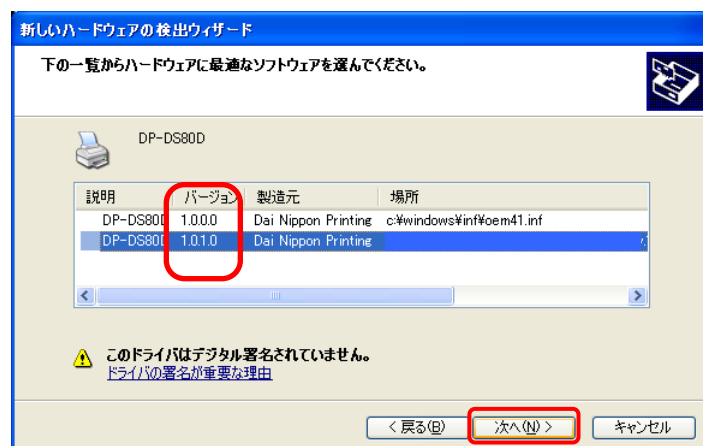 新しいハードウェアの検出ウィザード
下の一覧からハードウェアに最適なソフトウェアを選んでください。
DP-DS80D
説明 バージョン 製造元 場所
DP-DS80D 1.0.0.0 Dai Nippon Printing c:¥windows¥inf¥oem41.inf
DP-DS80D 1.0.1.0 Dai Nippon Printing
このドライバはデジタル署名されていません。
ドライバの署名が重要な理由
< 戻る(B) 次へ(N) > キャンセル